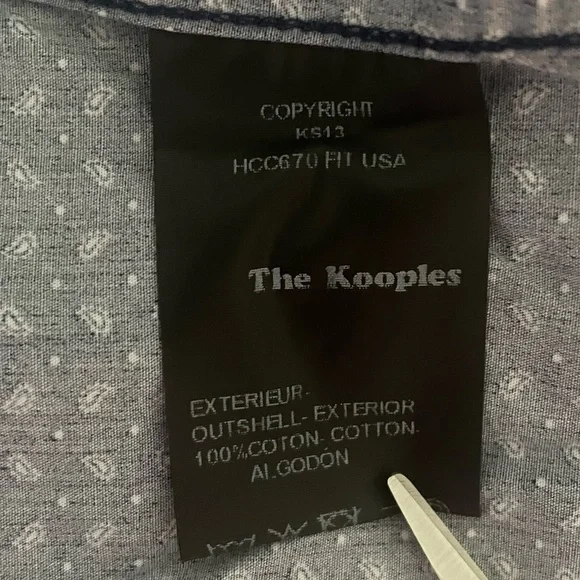 COPYRIGHT
KS13
HCC670 FIT USA
The Kooples
EXTERIEUR-
OUTSHELL- EXTERIOR
100%COTON- COTTON-
ALGODÓN